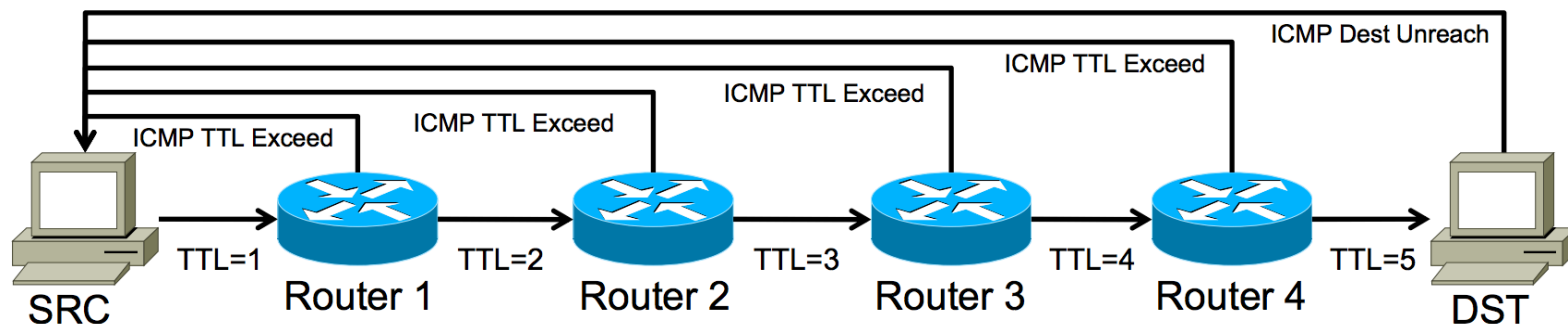 ICMP Dest Unreach
ICMP TTL Exceed
ICMP TTL Exceed
ICMP TTL Exceed
ICMP TTL Exceed
TTL=1
TTL=2
TTL=3
TTL=4
TTL=5
SRC
Router 1
Router 2
Router 3
Router 4
DST